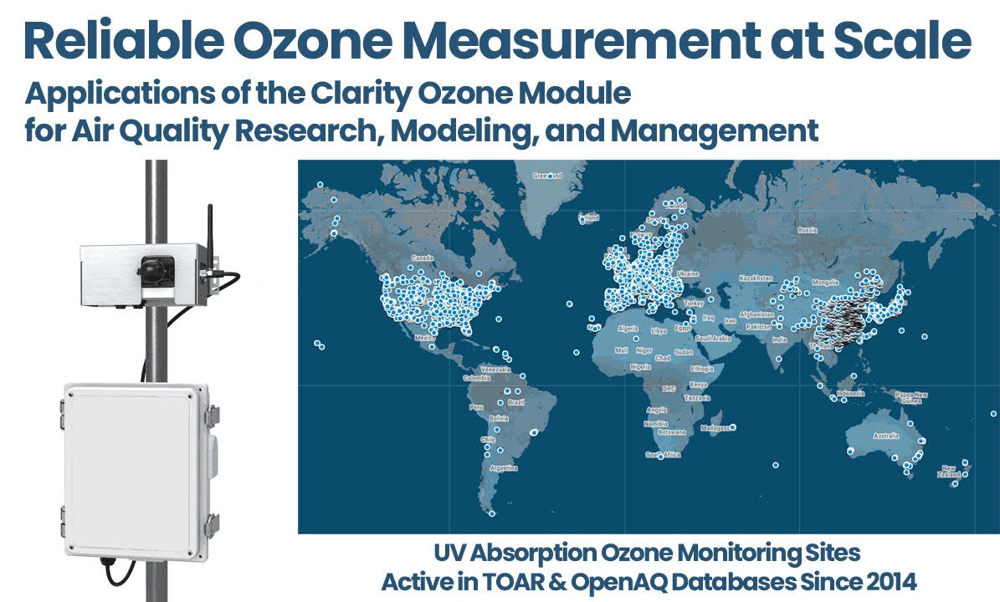 Reliable Ozone Measurement at Scale
Applications of the Clarity Ozone Module
for Air Quality Research, Modeling, and Management
Greenland
Iceland
Russia
Canada
Ukraine
Kazakhstan
Mongolia
Turkey
Afghanistan
Pakistan
Iraq
Iran
Algeria
Libya
Egypt
Saudi Arabia
India
Mexico
Mali
Niger
Chad
Sudan
Nigeria
Ethiopia
Venezuela
Colombia
DRC
Kenya
Tanzania
Indonesia
Papua New
Guinea
Peru
Brazil
Bolivia
Angola
Namibia
Botswana
Madagascar
Chile
South Africa
Australia
Argentina
New
Zealand
UV Absorption Ozone Monitoring Sites
Active in TOAR & OpenAQ Databases Since 2014